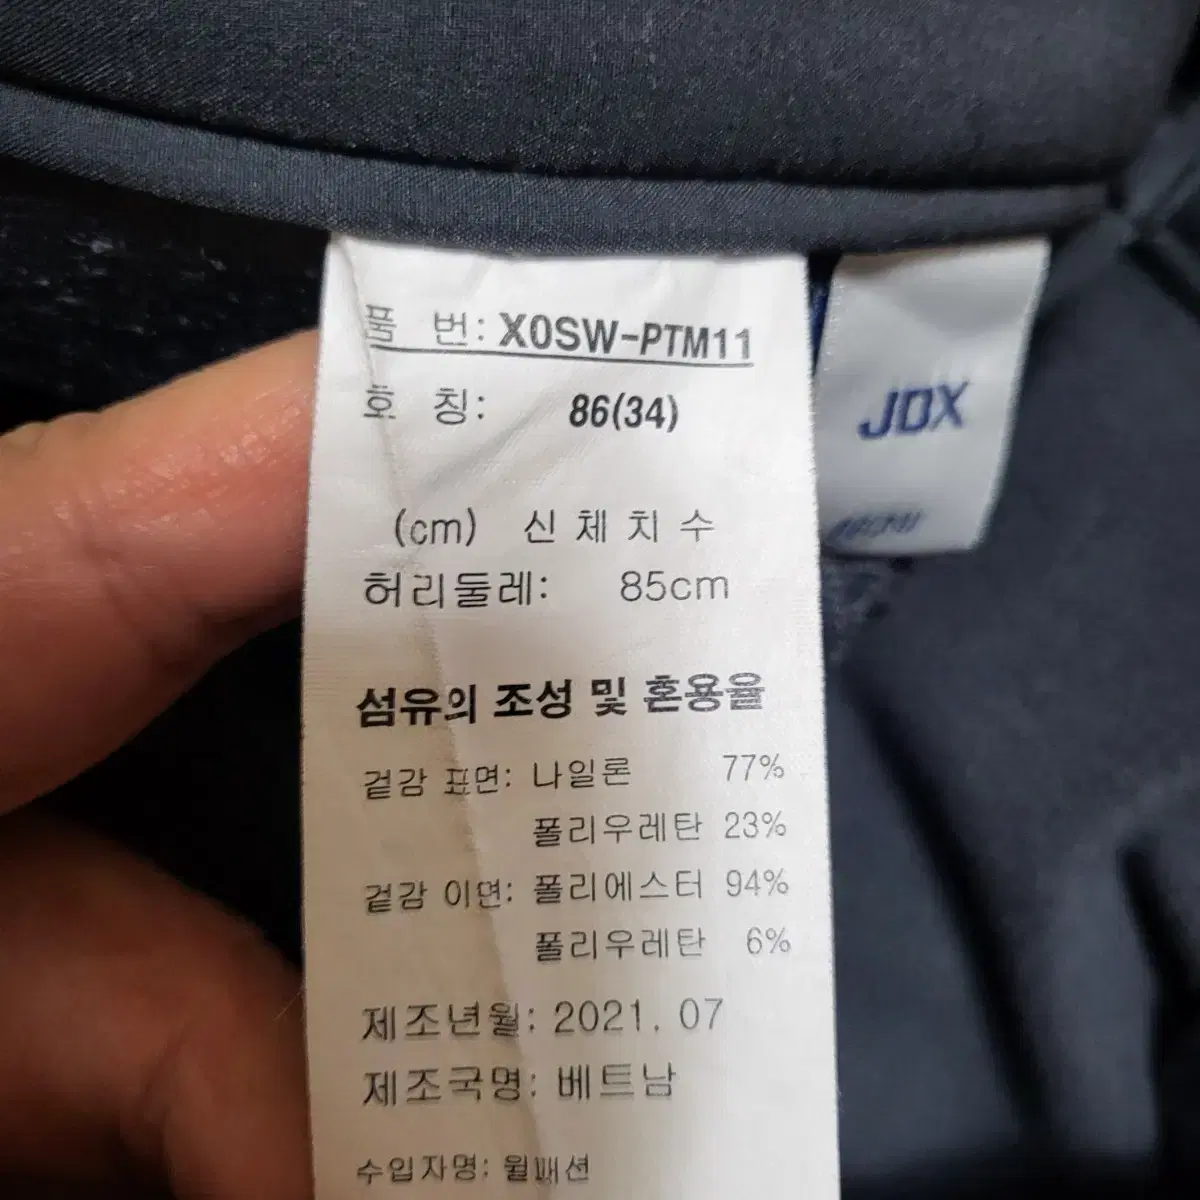 품 번: X0SW-PTM11
호 칭: 86(34)
(cm) 신체치수
허리둘레: 85cm
섬유의 조성 및 혼용율
겉감 표면: 나일론 77%
폴리우레탄 23%
겉감 이면: 폴리에스터 94%
폴리우레탄 6%
제조년월: 2021. 07
제조국명: 베트남
수입자명: 월패션
JDX